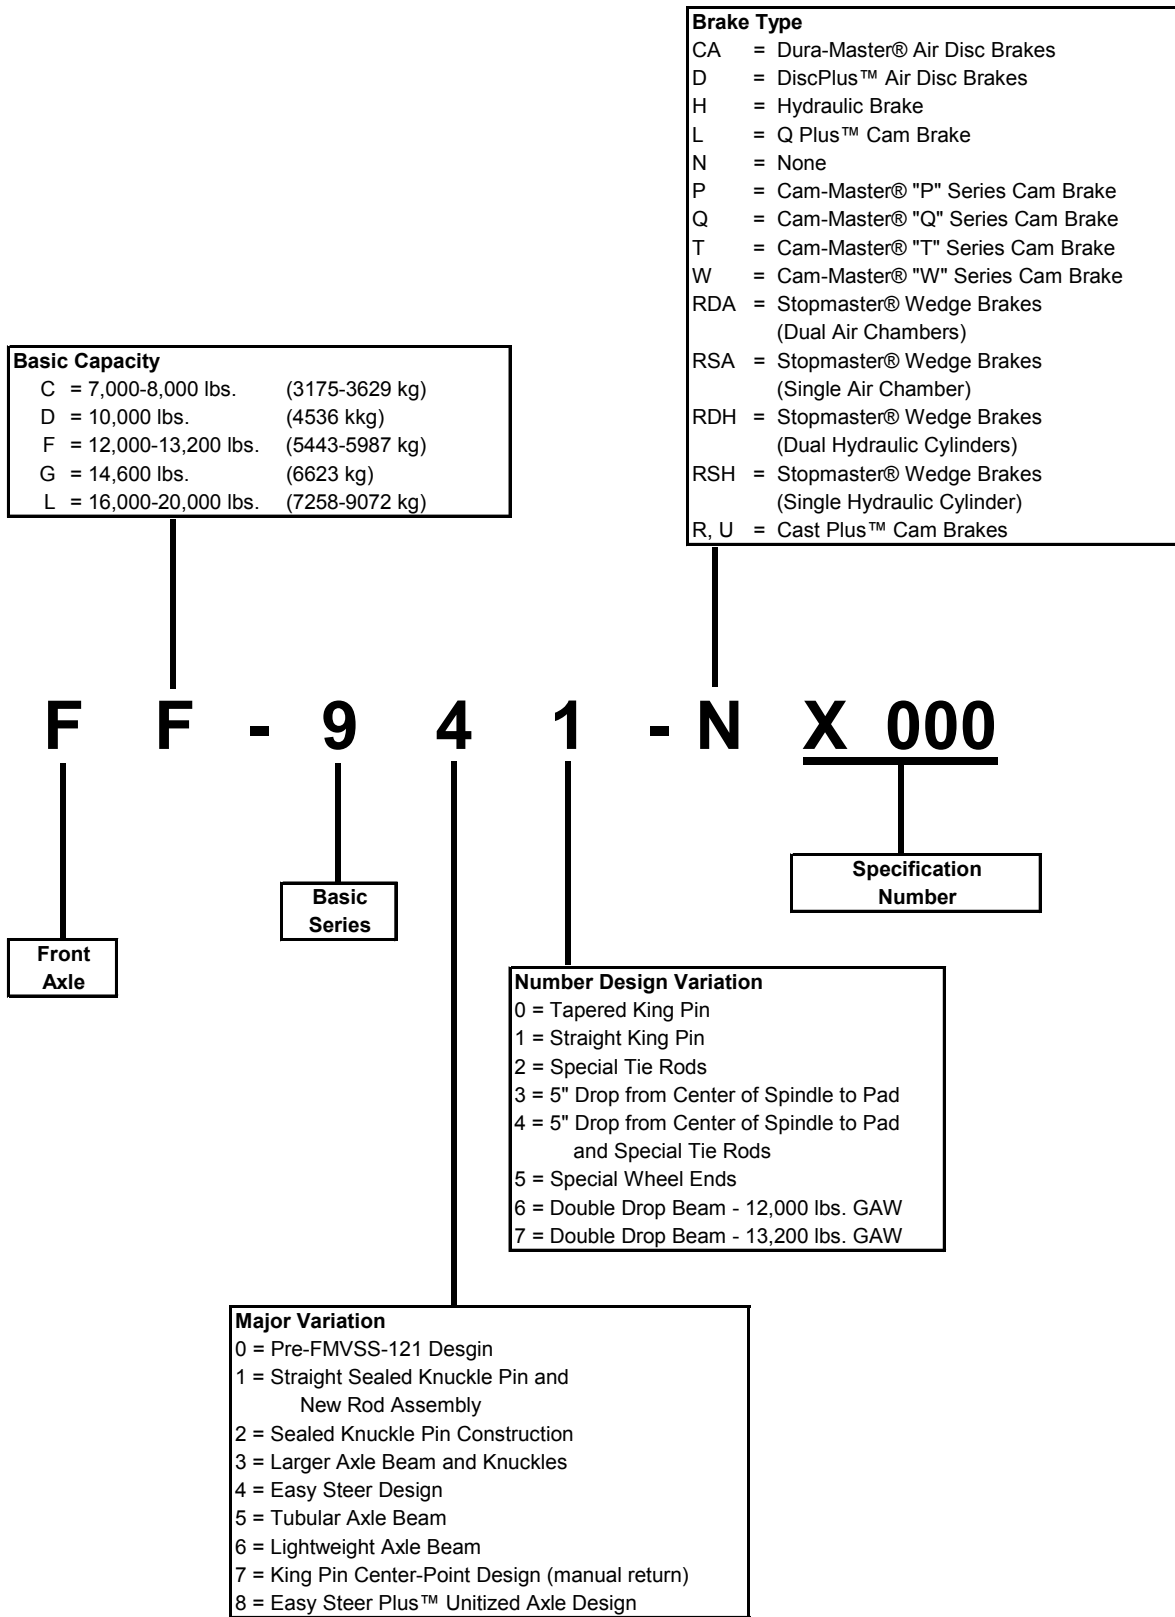 Brake Type
CA = Dura-Master® Air Disc Brakes
D = DiscPlus™ Air Disc Brakes
H = Hydraulic Brake
L = Q Plus™ Cam Brake
N = None
P = Cam-Master® "P" Series Cam Brake
Q = Cam-Master® "Q" Series Cam Brake
T = Cam-Master® "T" Series Cam Brake
W = Cam-Master® "W" Series Cam Brake
RDA = Stopmaster® Wedge Brakes
(Dual Air Chambers)
RSA = Stopmaster® Wedge Brakes
(Single Air Chamber)
RDH = Stopmaster® Wedge Brakes
(Dual Hydraulic Cylinders)
RSH = Stopmaster® Wedge Brakes
(Single Hydraulic Cylinder)
R, U = Cast Plus™ Cam Brakes
Basic Capacity
C = 7,000-8,000 lbs. (3175-3629 kg)
D = 10,000 lbs. (4536 kkg)
F = 12,000-13,200 lbs. (5443-5987 kg)
G = 14,600 lbs. (6623 kg)
L = 16,000-20,000 lbs. (7258-9072 kg)
F F - 9 4 1 - N X 000
Specification
Number
Basic
Series
Front
Axle
Number Design Variation
0 = Tapered King Pin
1 = Straight King Pin
2 = Special Tie Rods
3 = 5" Drop from Center of Spindle to Pad
4 = 5" Drop from Center of Spindle to Pad
and Special Tie Rods
5 = Special Wheel Ends
6 = Double Drop Beam - 12,000 lbs. GAW
7 = Double Drop Beam - 13,200 lbs. GAW
Major Variation
0 = Pre-FMVSS-121 Desgin
1 = Straight Sealed Knuckle Pin and
New Rod Assembly
2 = Sealed Knuckle Pin Construction
3 = Larger Axle Beam and Knuckles
4 = Easy Steer Design
5 = Tubular Axle Beam
6 = Lightweight Axle Beam
7 = King Pin Center-Point Design (manual return)
8 = Easy Steer Plus™ Unitized Axle Design